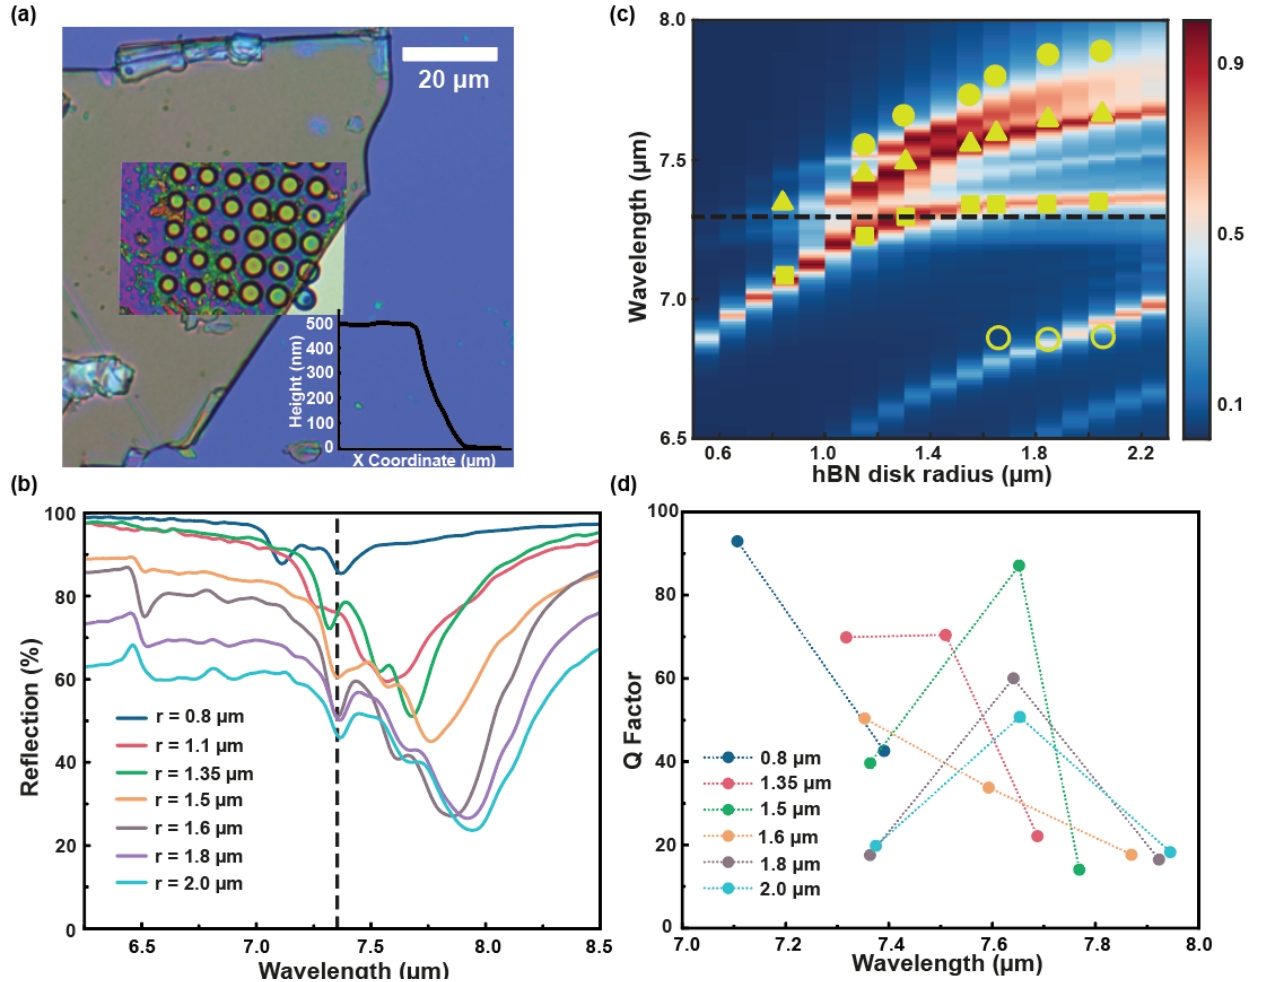 (a)
20 µm
500
400
300
200
100
0
Height (nm)
X Coordinate (µm)
(c)
8.0
7.5
7.0
6.5
Wavelength (µm)
0.6
1.0
1.4
1.8
2.2
hBN disk radius (µm)
0.9
0.5
0.1
(b)
100
80
60
40
20
0
Reflection (%)
r = 0.8 µm
r = 1.1 µm
r = 1.35 µm
r = 1.5 µm
r = 1.6 µm
r = 1.8 µm
r = 2.0 µm
6.5
7.0
7.5
8.0
8.5
Wavelength (µm)
(d)
100
80
60
40
20
0
Q Factor
0.8 µm
1.35 µm
1.5 µm
1.6 µm
1.8 µm
2.0 µm
7.0
7.2
7.4
7.6
7.8
8.0
Wavelength (µm)